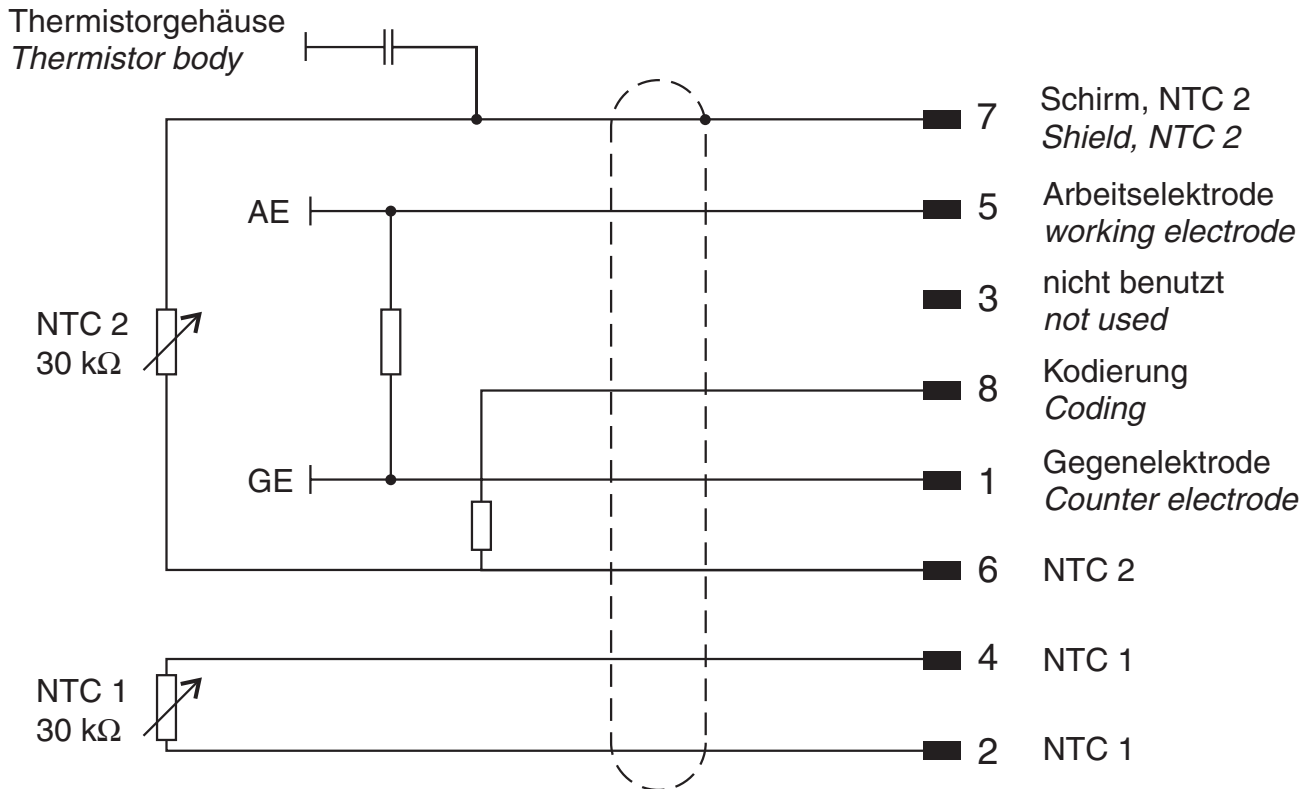 Thermistorgehäuse
Thermistor body
7
Schirm, NTC 2
Shield, NTC 2
AE
5
Arbeitselektrode
working electrode
3
nicht benutzt
not used
NTC 2
30 kΩ
8
Kodierung
Coding
GE
1
Gegenelektrode
Counter electrode
6
NTC 2
4
NTC 1
NTC 1
30 kΩ
2
NTC 1